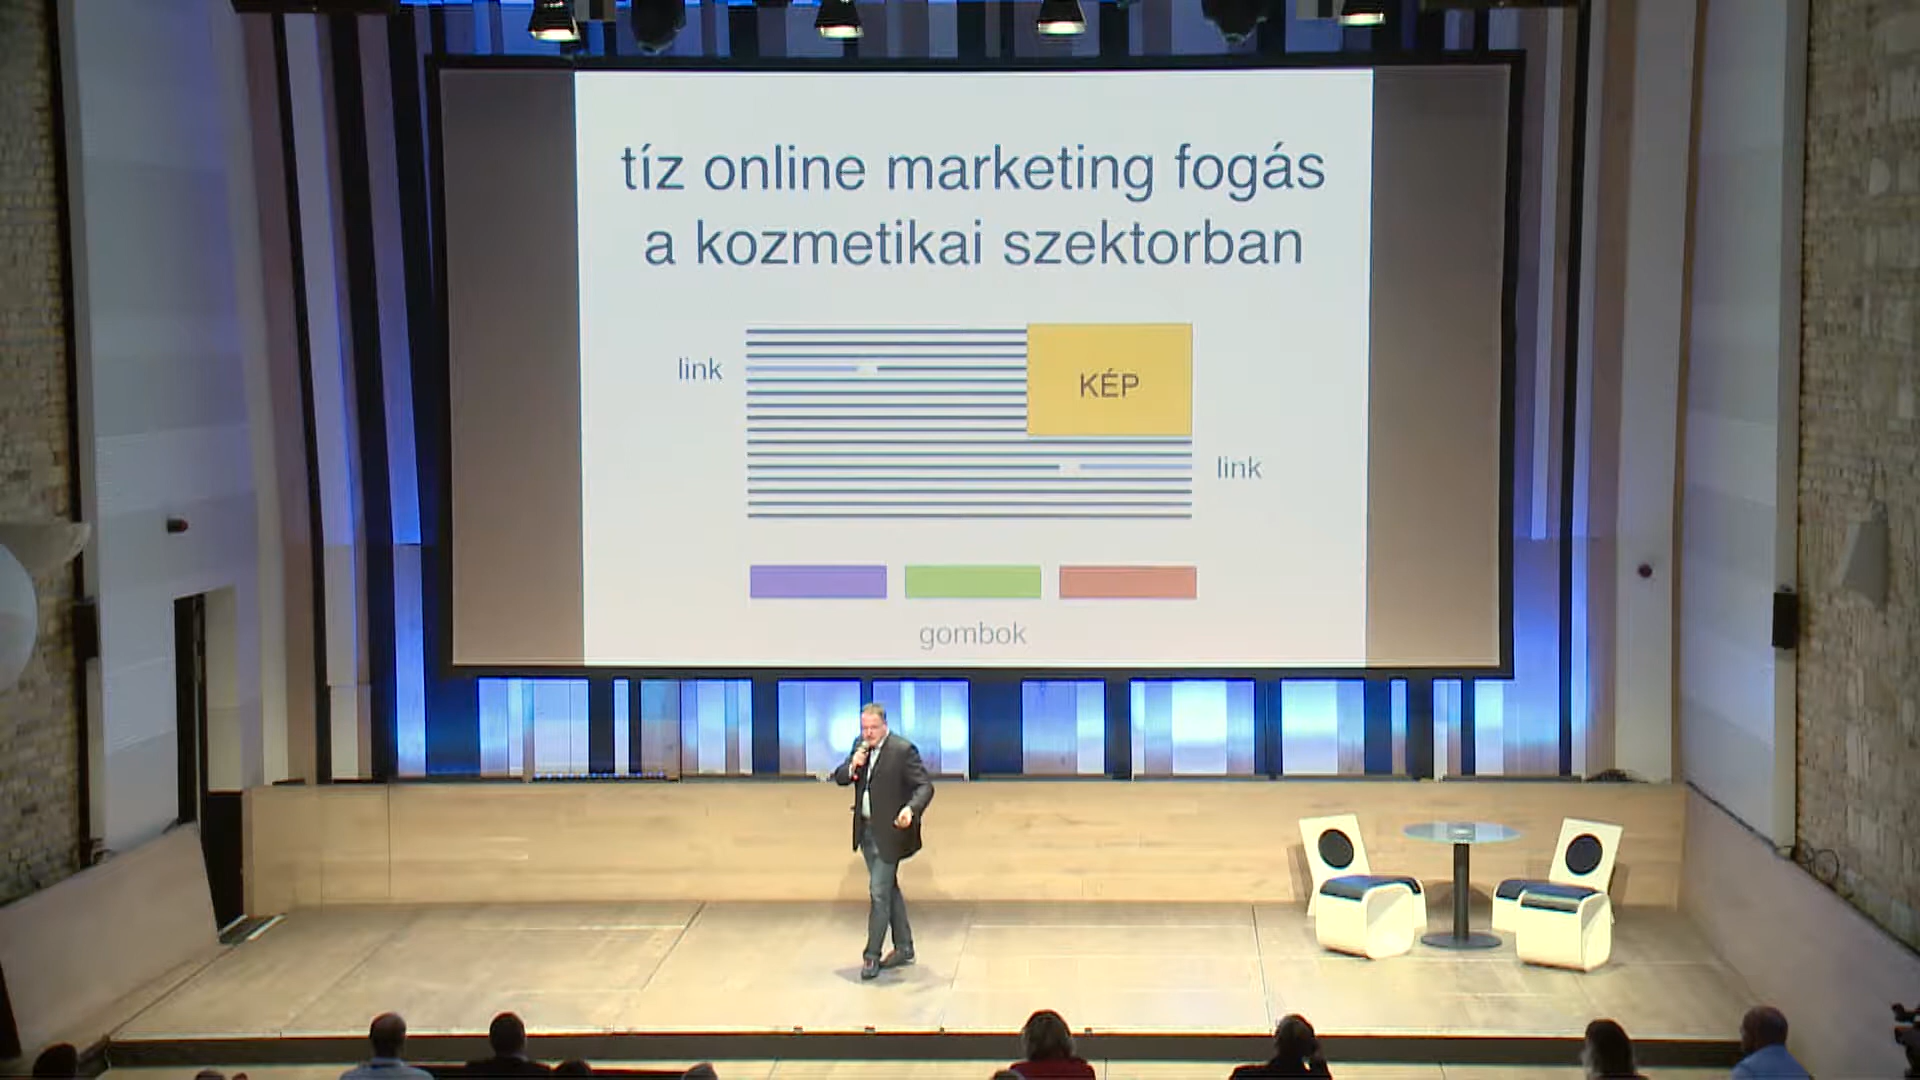 tíz online marketing fogás
a kozmetikai szektorban
link
KÉP
link
gombok